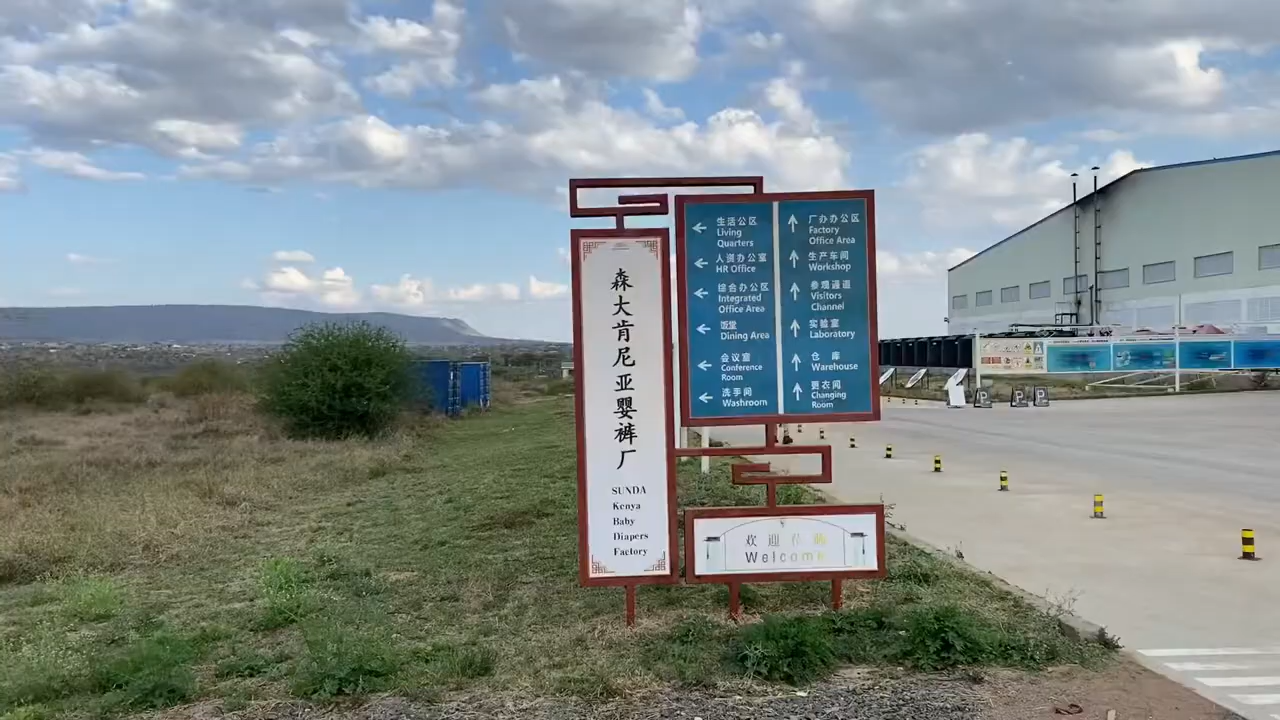 森大肯尼亚婴裤厂
SUNDA
Kenya
Baby
Diapers
Factory
生活公区
Living
Quarters
人资办公室
HR Office
综合办公区
Integrated
Office Area
饭堂
Dining Area
会议室
Conference
Room
洗手间
Washroom
厂办办公区
Factory
Office Area
生产车间
Workshop
参观通道
Visitors
Channel
实验室
Laboratory
仓 库
Warehouse
更衣间
Changing
Room
欢迎
Welcome
P
P
P